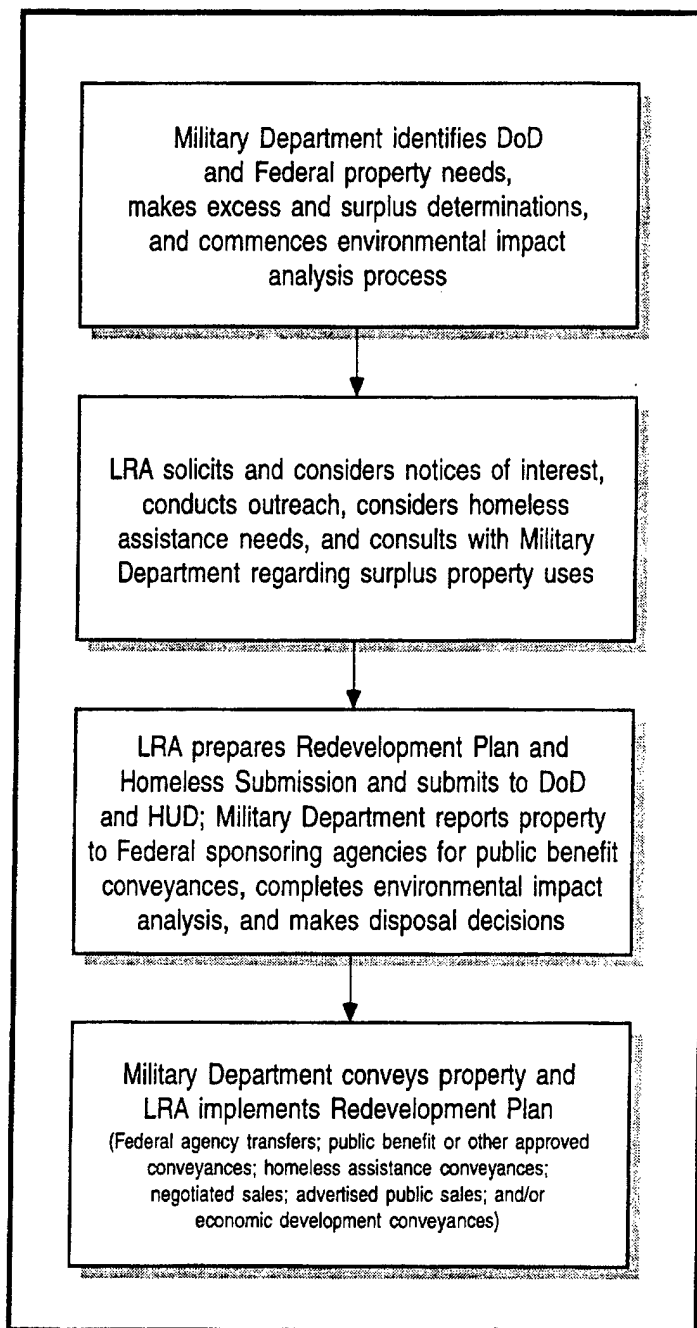 Military Department identifies DoD
and Federal property needs,
makes excess and surplus determinations,
and commences environmental impact
analysis process
LRA solicits and considers notices of interest,
conducts outreach, considers homeless
assistance needs, and consults with Military
Department regarding surplus property uses
LRA prepares Redevelopment Plan and
Homeless Submission and submits to DoD
and HUD; Military Department reports property
to Federal sponsoring agencies for public benefit
conveyances, completes environmental impact
analysis, and makes disposal decisions
Military Department conveys property and
LRA implements Redevelopment Plan
(Federal agency transfers; public benefit or other approved
conveyances; homeless assistance conveyances;
negotiated sales; advertised public sales; and/or
economic development conveyances)